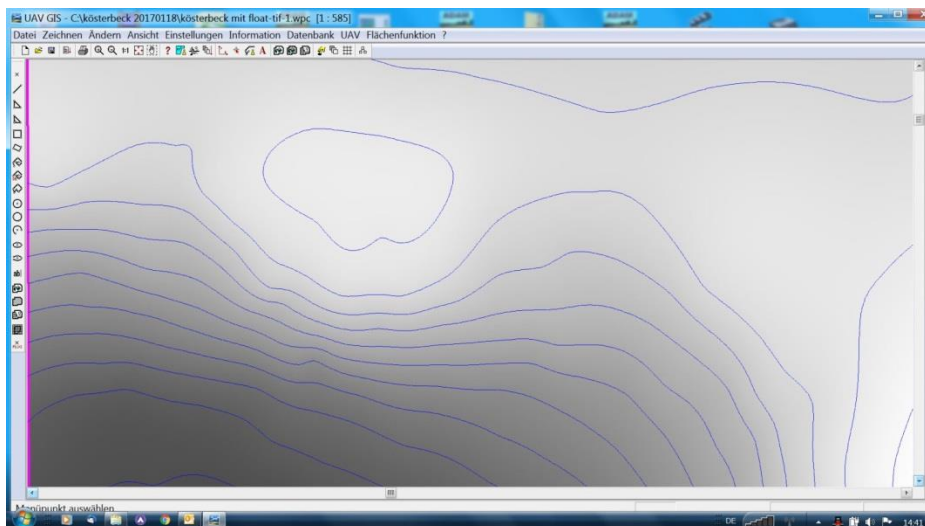 UAV GIS - C:\kösterbeck 20170118\kösterbeck mit float-tif-1.wpc [1 : 585]
Datei Zeichnen Ändern Ansicht Einstellungen Information Datenbank UAV Flächenfunktion ?
Menüpunkt auswählen
DE
14:41